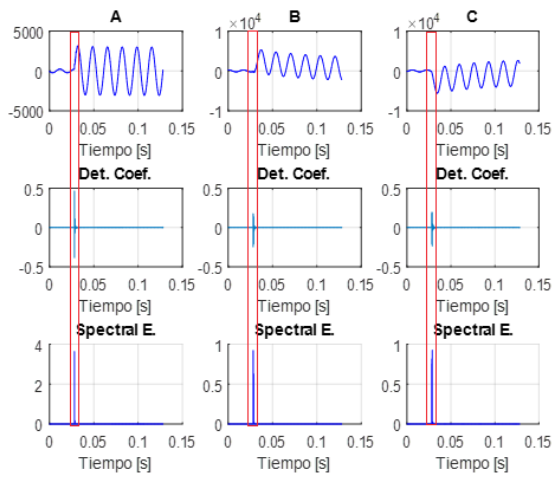 A B C
5000 1 ×10⁴ 1 ×10⁴
0 0 0
-5000 -1 -1
0 0.05 0.1 0.15 0 0.05 0.1 0.15 0 0.05 0.1 0.15
Tiempo [s] Tiempo [s] Tiempo [s]
Det. Coef. Det. Coef. Det. Coef.
0.5 0.5 0.5
0 0 0
-0.5 -0.5 -0.5
0 0.05 0.1 0.15 0 0.05 0.1 0.15 0 0.05 0.1 0.15
Tiempo [s] Tiempo [s] Tiempo [s]
Spectral E. Spectral E. Spectral E.
4 1 1
2 0.5 0.5
0 0 0
0 0.05 0.1 0.15 0 0.05 0.1 0.15 0 0.05 0.1 0.15
Tiempo [s] Tiempo [s] Tiempo [s]